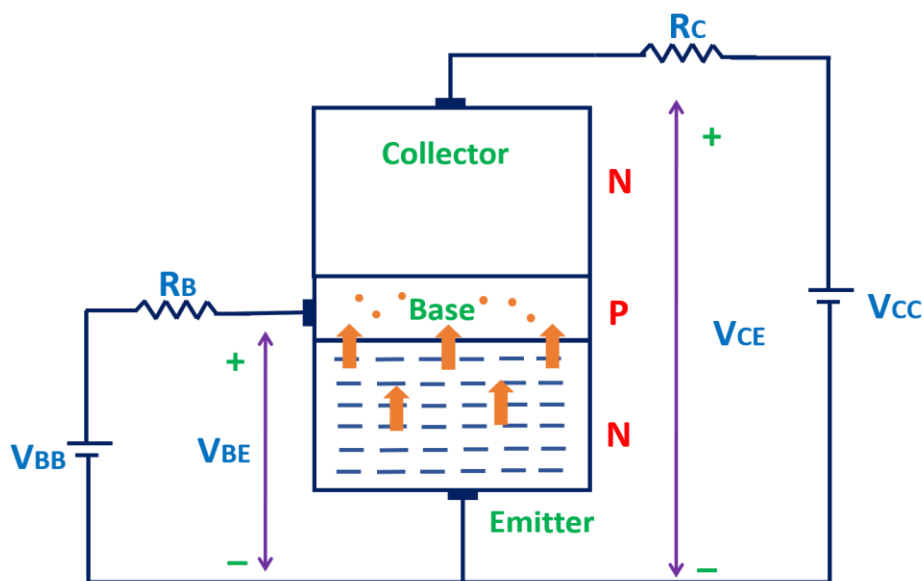 RC
Collector
+
N
RB
Base
P
VCC
+
VCE
N
VBB
VBE
Emitter
−
−